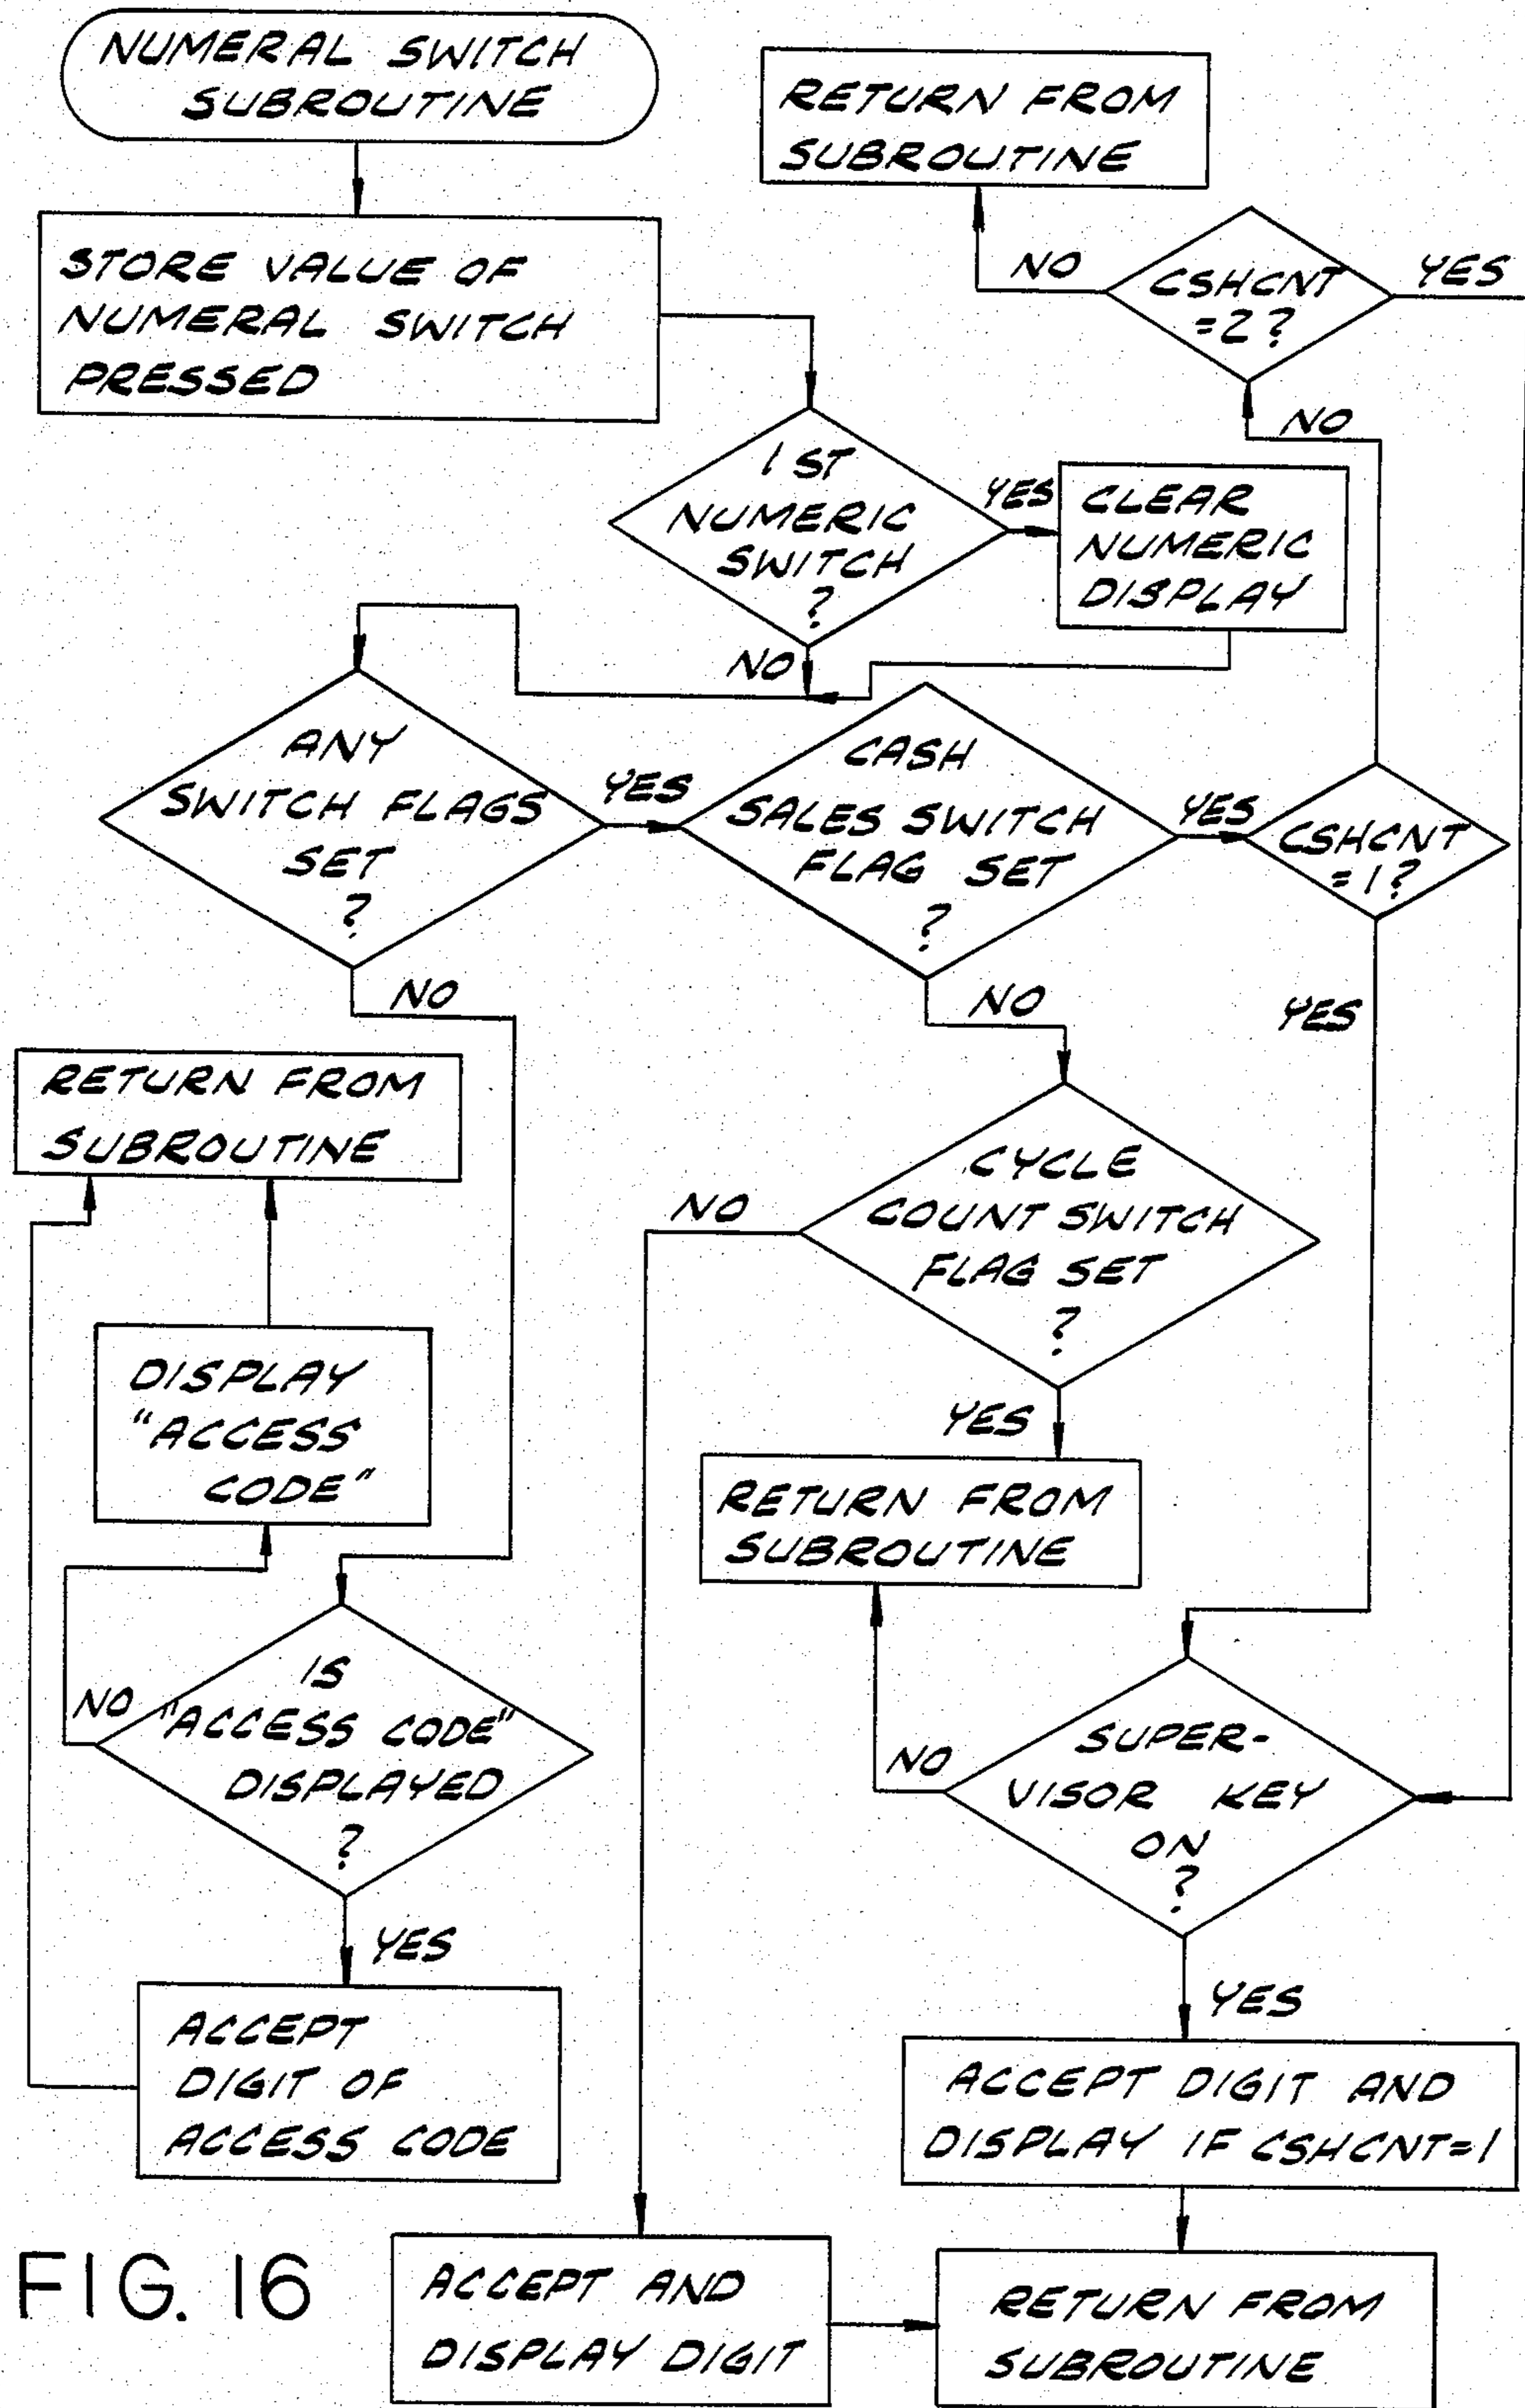 NUMERAL SWITCH
SUBROUTINE
RETURN FROM
SUBROUTINE
STORE VALUE OF
NUMERAL SWITCH
PRESSED
NO
CSHCNT
=2?
YES
NO
1ST
NUMERIC
SWITCH
?
YES
CLEAR
NUMERIC
DISPLAY
NO
ANY
SWITCH FLAGS
SET
?
YES
CASH
SALES SWITCH
FLAG SET
?
YES
CSHCNT
=1?
NO
NO
YES
RETURN FROM
SUBROUTINE
CYCLE
COUNT SWITCH
FLAG SET
?
NO
YES
DISPLAY
"ACCESS
CODE"
RETURN FROM
SUBROUTINE
IS
"ACCESS CODE"
DISPLAYED
?
NO
YES
SUPER-
VISOR KEY
ON
?
NO
YES
ACCEPT
DIGIT OF
ACCESS CODE
ACCEPT DIGIT AND
DISPLAY IF CSHCNT=1
FIG. 16
ACCEPT AND
DISPLAY DIGIT
RETURN FROM
SUBROUTINE